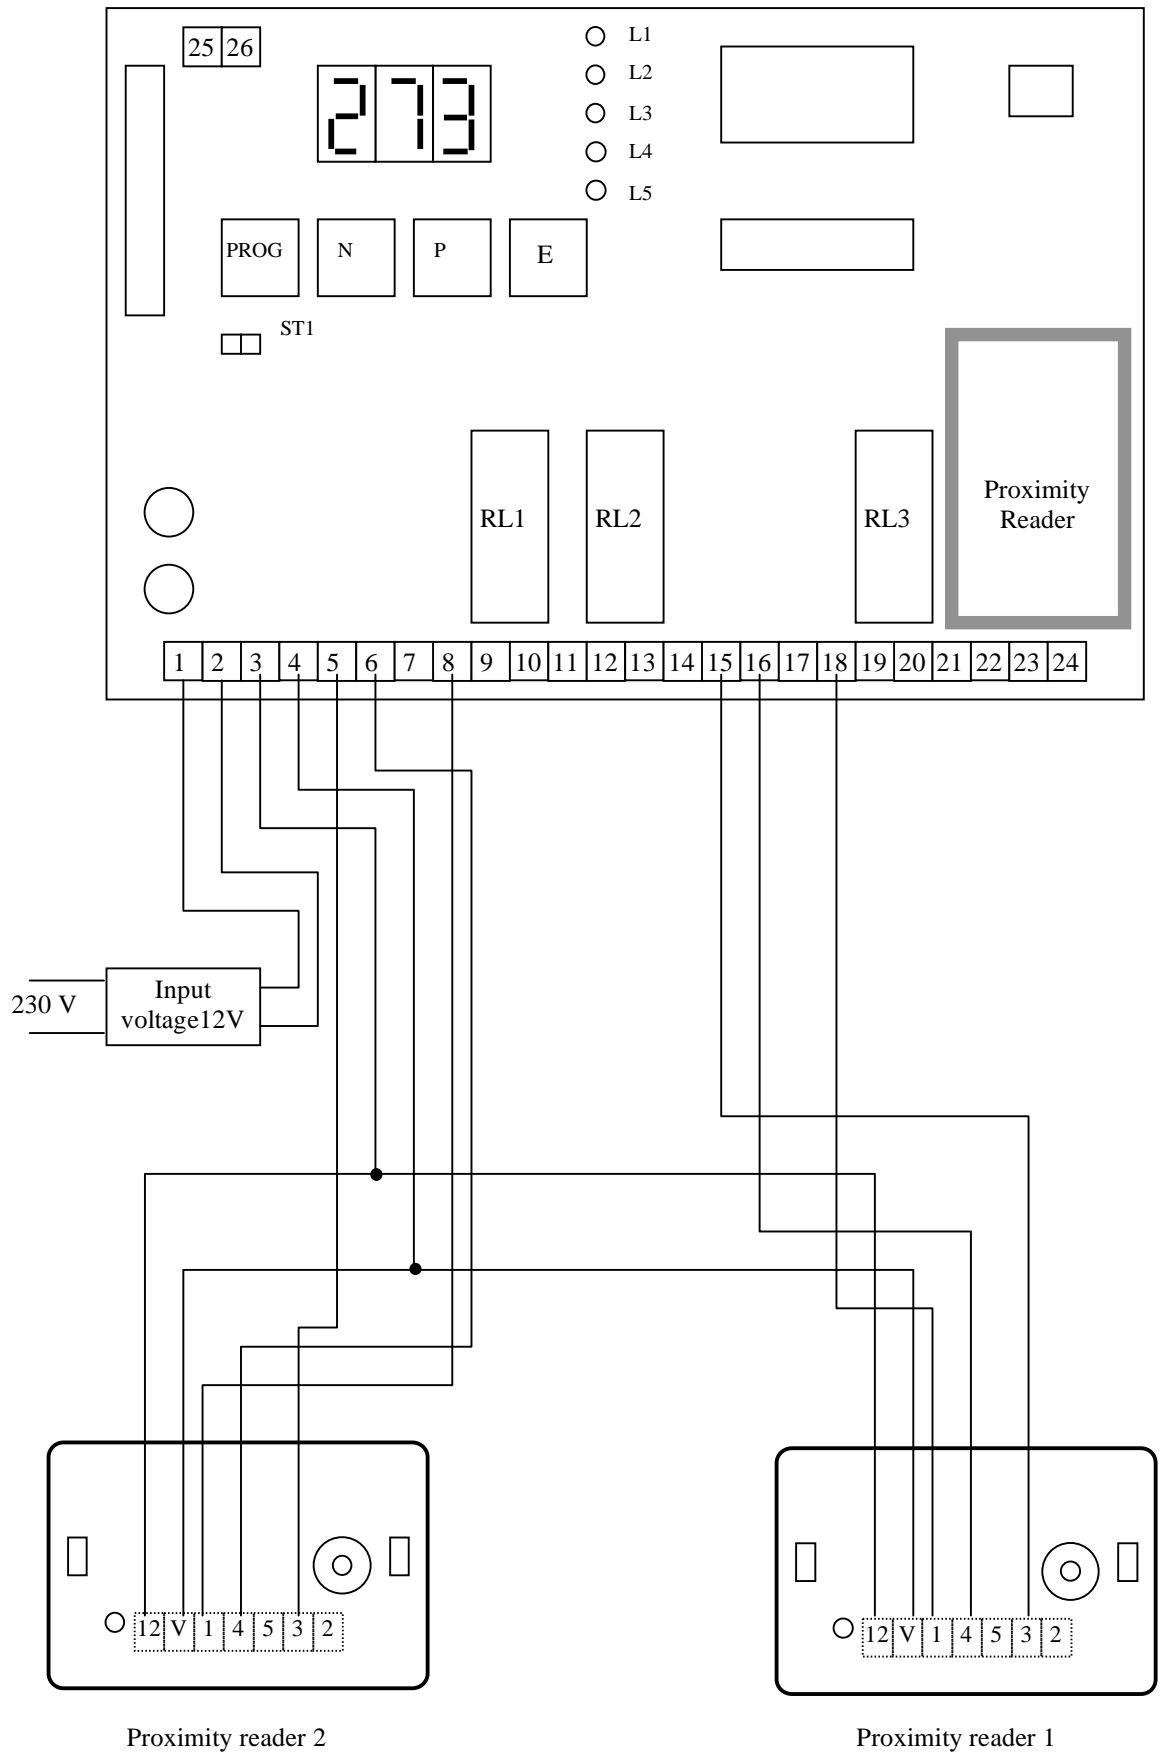 25 26
273
L1
L2
L3
L4
L5
PROG N P E
ST1
RL1 RL2 RL3
Proximity
Reader
1 2 3 4 5 6 7 8 9 10 11 12 13 14 15 16 17 18 19 20 21 22 23 24
230 V
Input
voltage12V
12 V 1 4 5 3 2
12 V 1 4 5 3 2
Proximity reader 2
Proximity reader 1